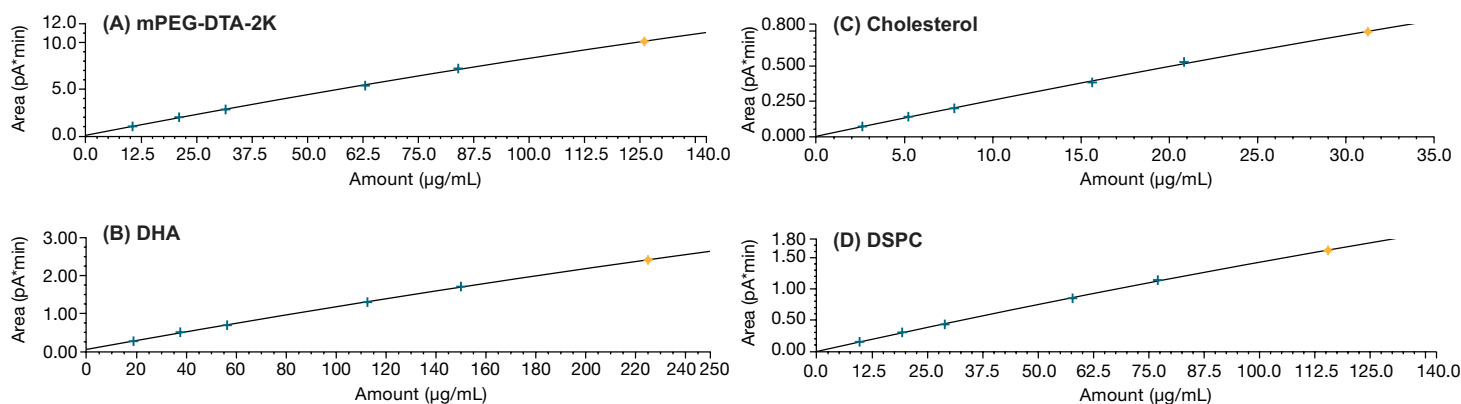 (A) mPEG-DTA-2K
Area (pA*min)
12.0
10.0
5.0
0.0
0.0 12.5 25.0 37.5 50.0 62.5 75.0 87.5 100.0 112.5 125.0 140.0
Amount (µg/mL)
(C) Cholesterol
Area (pA*min)
0.800
0.500
0.250
0.000
0.0 5.0 10.0 15.0 20.0 25.0 30.0 35.0
Amount (µg/mL)
(B) DHA
Area (pA*min)
3.00
2.00
1.00
0.00
0 20 40 60 80 100 120 140 160 180 200 220 240 250
Amount (µg/mL)
(D) DSPC
Area (pA*min)
1.80
1.50
1.00
0.50
0.00
0.0 12.5 25.0 37.5 50.0 62.5 75.0 87.5 100.0 112.5 125.0 140.0
Amount (µg/mL)